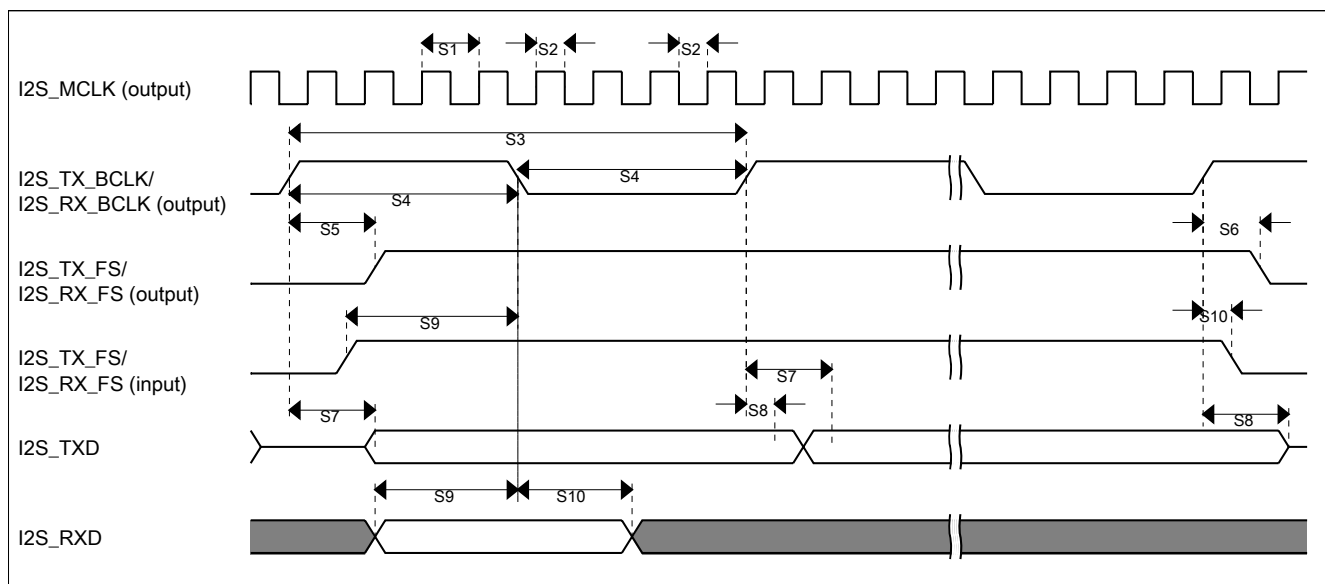 S1
S2
S2
I2S_MCLK (output)
S3
I2S_TX_BCLK/
I2S_RX_BCLK (output)
S4
S4
S5
S6
I2S_TX_FS/
I2S_RX_FS (output)
S9
S10
I2S_TX_FS/
I2S_RX_FS (input)
S7
S7
S8
S8
I2S_TXD
S9
S10
I2S_RXD